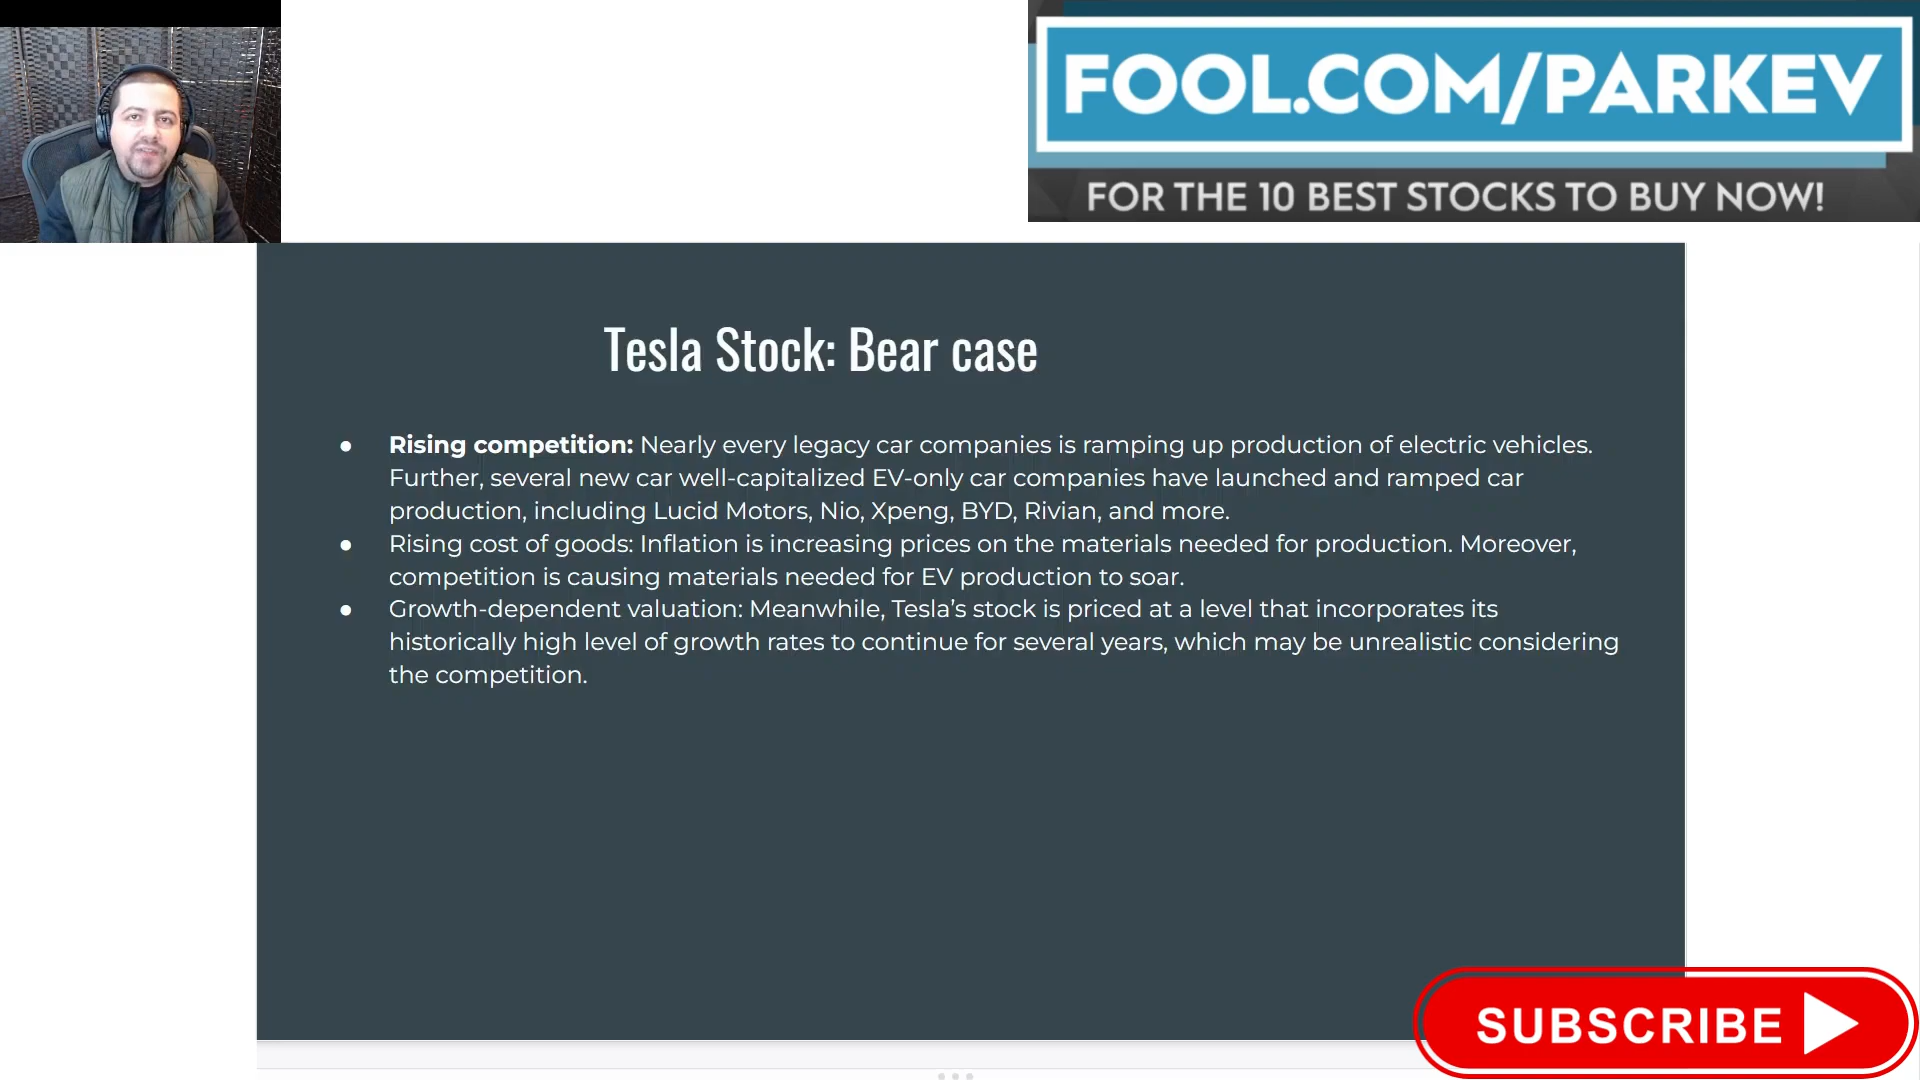 FOOL.COM/PARKEV
FOR THE 10 BEST STOCKS TO BUY NOW!
Tesla Stock: Bear case
● Rising competition: Nearly every legacy car companies is ramping up production of electric vehicles.
Further, several new car well-capitalized EV-only car companies have launched and ramped car
production, including Lucid Motors, Nio, Xpeng, BYD, Rivian, and more.
● Rising cost of goods: Inflation is increasing prices on the materials needed for production. Moreover,
competition is causing materials needed for EV production to soar.
● Growth-dependent valuation: Meanwhile, Tesla’s stock is priced at a level that incorporates its
historically high level of growth rates to continue for several years, which may be unrealistic considering
the competition.
SUBSCRIBE